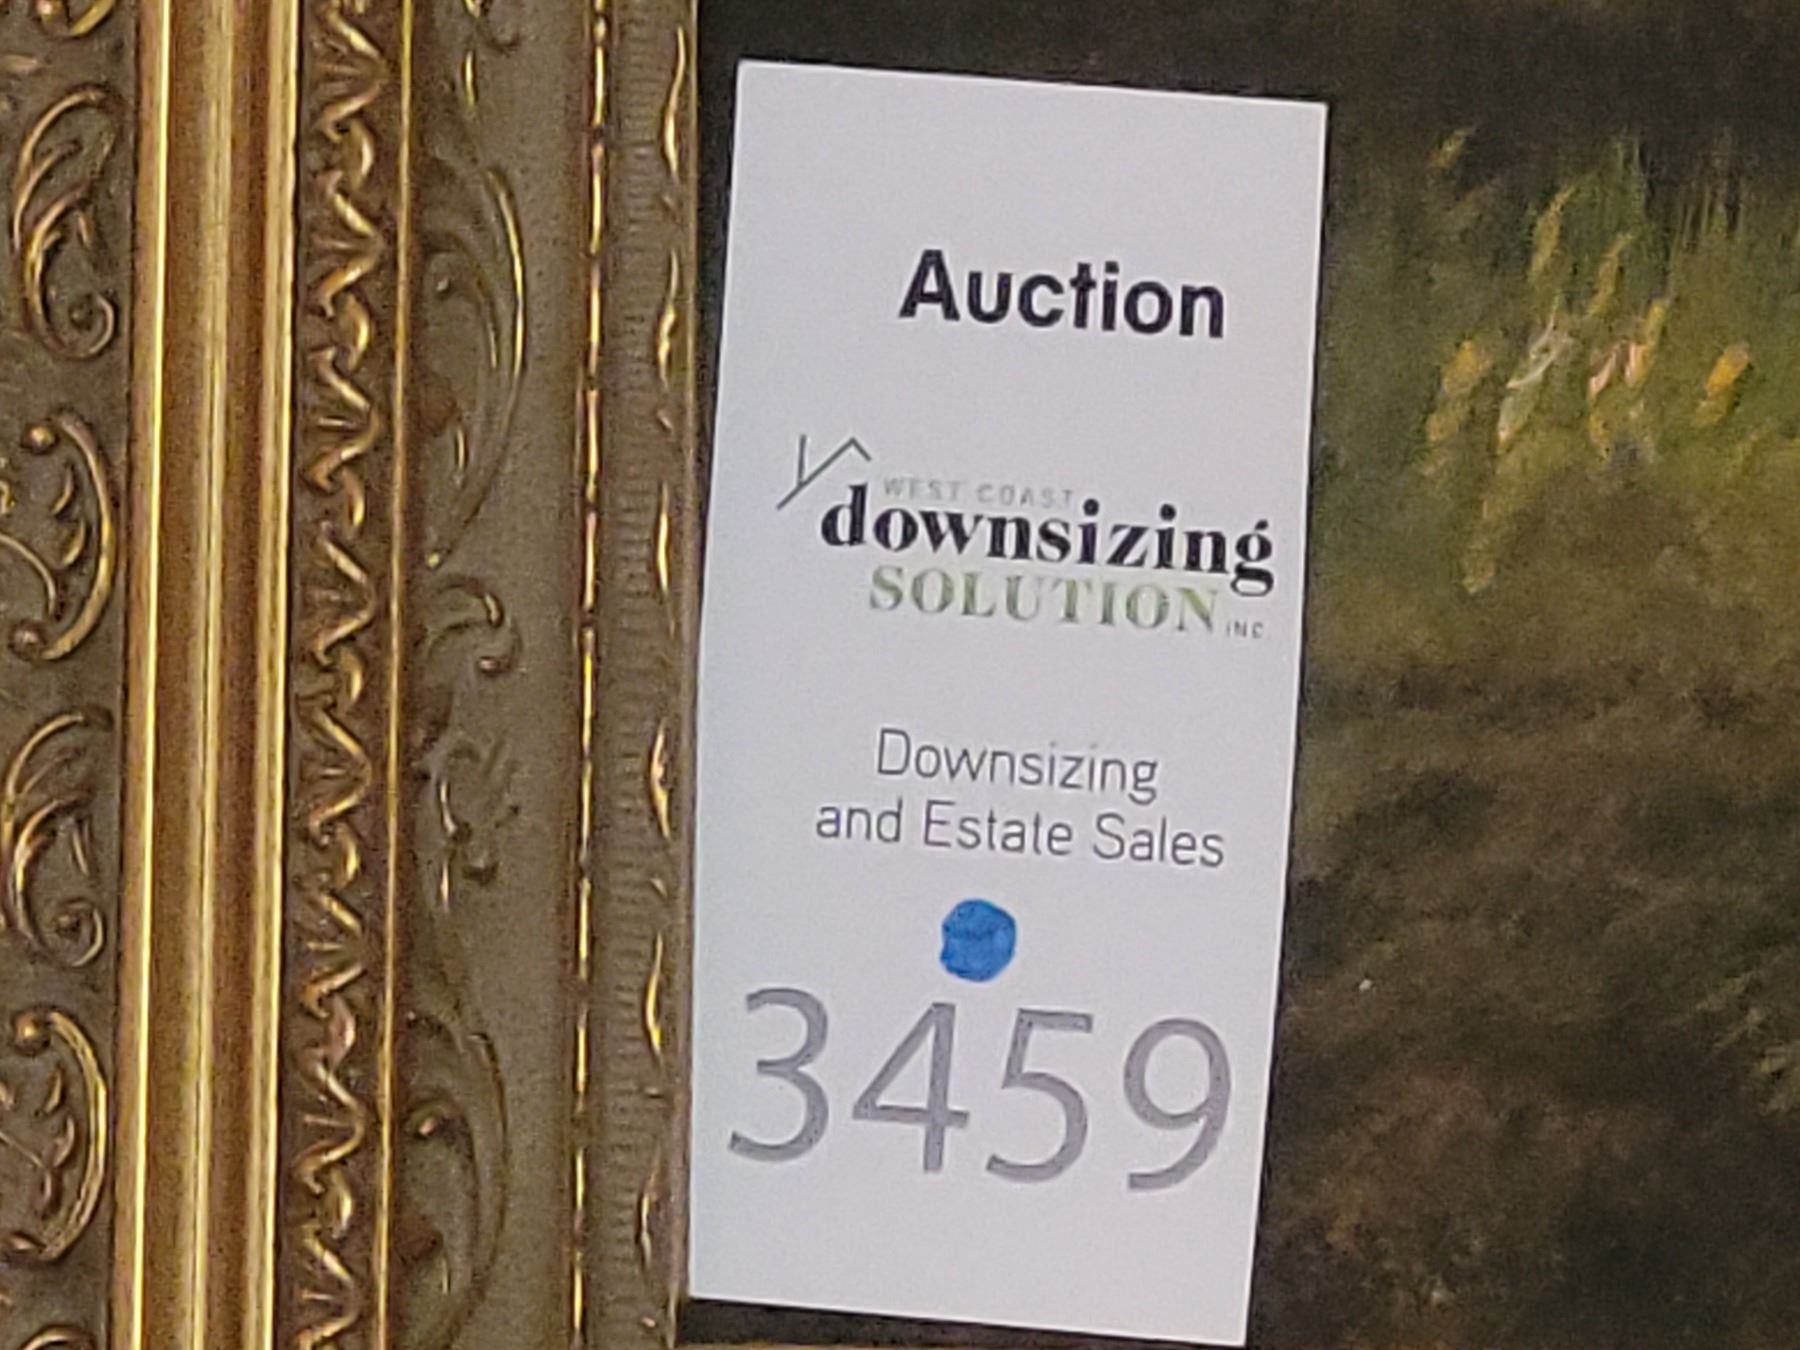 Auction
WEST COAST
downsizing
SOLUTION INC
Downsizing
and Estate Sales
3459